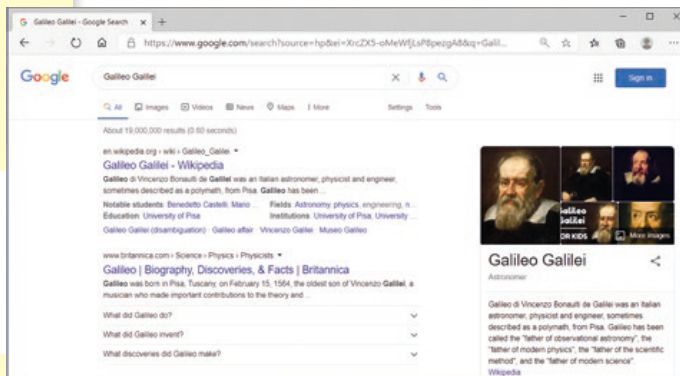 Galileo Galilei - Google Search
https://www.google.com/search?source=hp&ei=XrcZX5-oMeWfjLsP8pezgA8&q=Galil...
Google
Galileo Galilei
Sign in
All Images Videos News Maps More Settings Tools
About 19,000,000 results (0.60 seconds)
en.wikipedia.org › wiki › Galileo_Galilei
Galileo Galilei - Wikipedia
Galileo di Vincenzo Bonaulti de Galilei was an Italian astronomer, physicist and engineer,
sometimes described as a polymath, from Pisa. Galileo has been ...
Notable students: Benedetto Castelli, Mario ... Fields: Astronomy, physics, engineering, n...
Education: University of Pisa Institutions: University of Pisa, University ...
Galileo Galilei (disambiguation) · Galileo affair · Vincenzo Galilei · Museo Galileo
www.britannica.com › Science › Physics › Physicists
Galileo | Biography, Discoveries, & Facts | Britannica
Galileo was born in Pisa, Tuscany, on February 15, 1564, the oldest son of Vincenzo Galilei, a
musician who made important contributions to the theory and ...
What did Galileo do?
What did Galileo invent?
What discoveries did Galileo make?
Galileo
Galilei
FOR KIDS
More images
Galileo Galilei
Astronomer
Galileo di Vincenzo Bonaulti de Galilei was an Italian
astronomer, physicist and engineer, sometimes
described as a polymath, from Pisa. Galileo has been
called the "father of observational astronomy", the
"father of modern physics", the "father of the scientific
method", and the "father of modern science".
Wikipedia